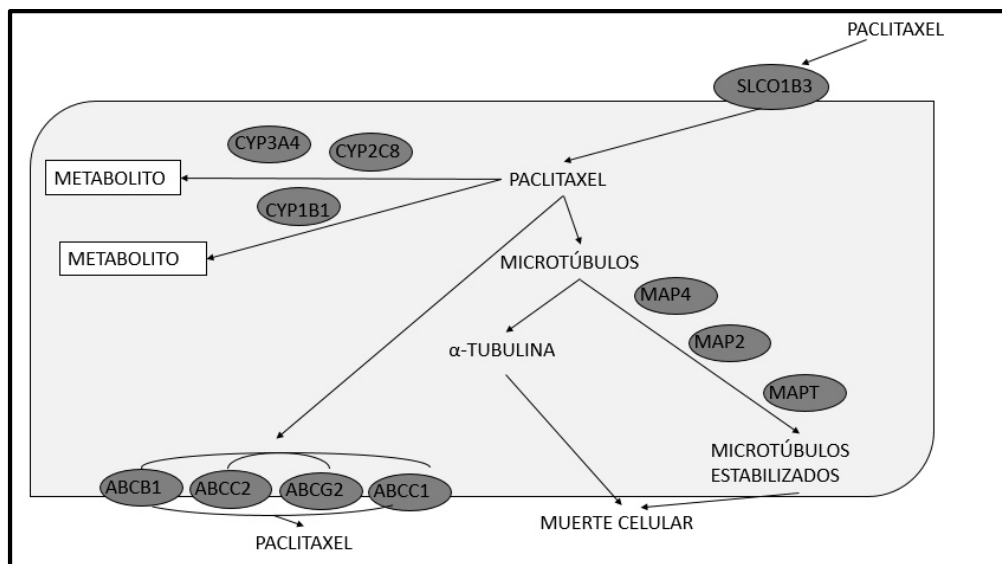 PACLITAXEL
SLCO1B3
CYP3A4
CYP2C8
METABOLITO
PACLITAXEL
CYP1B1
METABOLITO
MICROTÚBULOS
MAP4
α-TUBULINA
MAP2
MAPT
MICROTÚBULOS
ESTABILIZADOS
ABCB1
ABCC2
ABCG2
ABCC1
MUERTE CELULAR
PACLITAXEL